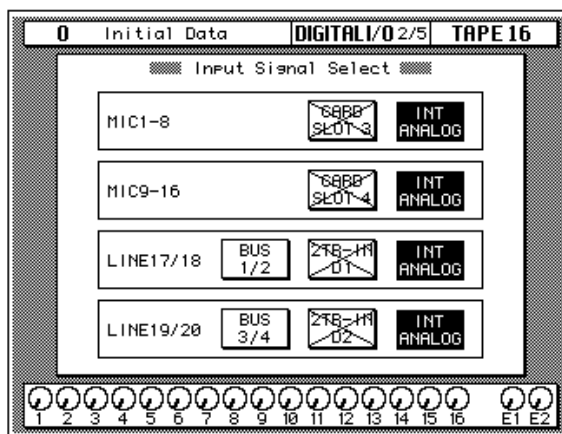 0 Initial Data DIGITAL I/O 2/5 TAPE 16
Input Signal Select
MIC1-8 CARD SLOT-3 INT ANALOG
MIC9-16 CARD SLOT-4 INT ANALOG
LINE17/18 BUS 1/2 2TR-IN D1 INT ANALOG
LINE19/20 BUS 3/4 2TR-IN D2 INT ANALOG
1 2 3 4 5 6 7 8 9 10 11 12 13 14 15 16 E1 E2